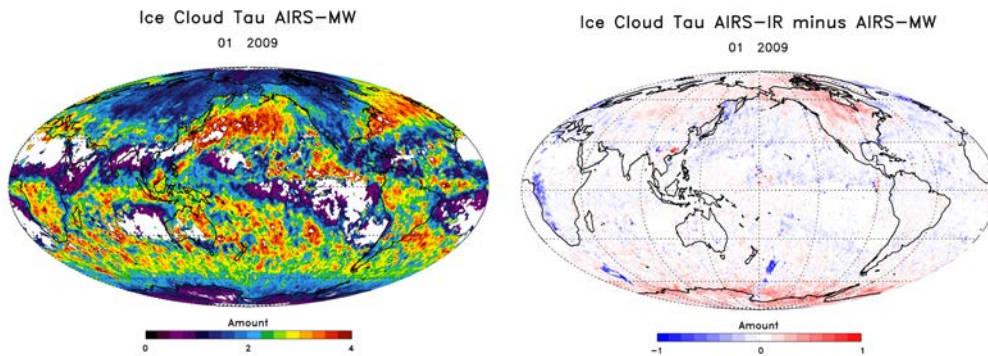 Ice Cloud Tau AIRS-MW
01 2009
Amount
0 4
Ice Cloud Tau AIRS-IR minus AIRS-MW
01 2009
Amount
-1 0 1